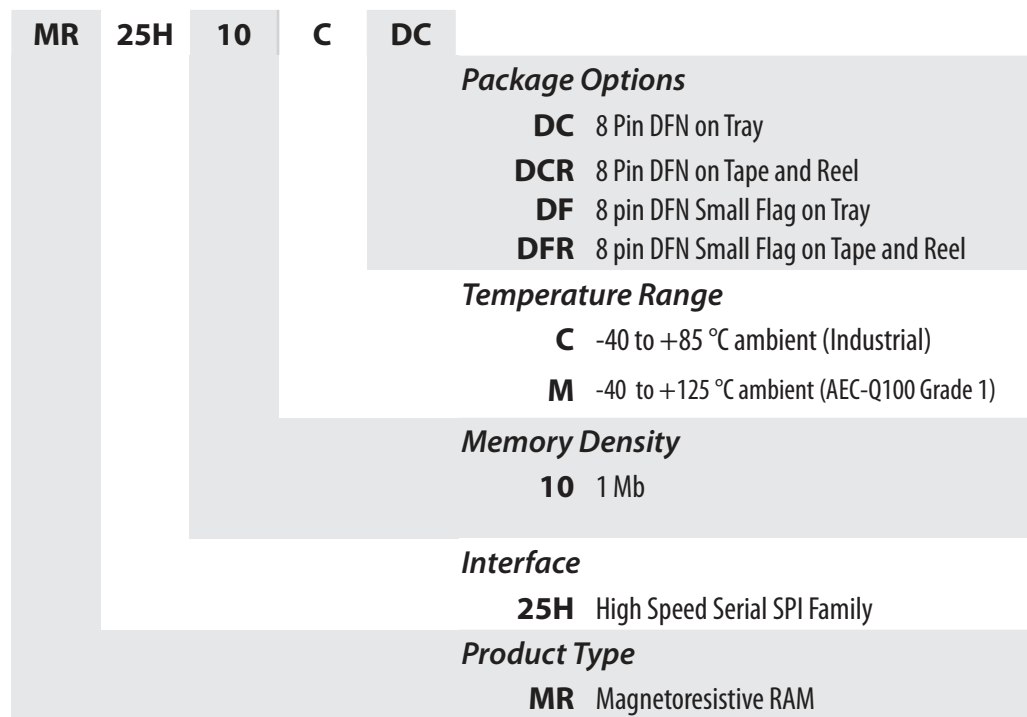 MR 25H 10 C DC
Package Options
DC 8 Pin DFN on Tray
DCR 8 Pin DFN on Tape and Reel
DF 8 pin DFN Small Flag on Tray
DFR 8 pin DFN Small Flag on Tape and Reel
Temperature Range
C -40 to +85 °C ambient (Industrial)
M -40 to +125 °C ambient (AEC-Q100 Grade 1)
Memory Density
10 1 Mb
Interface
25H High Speed Serial SPI Family
Product Type
MR Magnetoresistive RAM